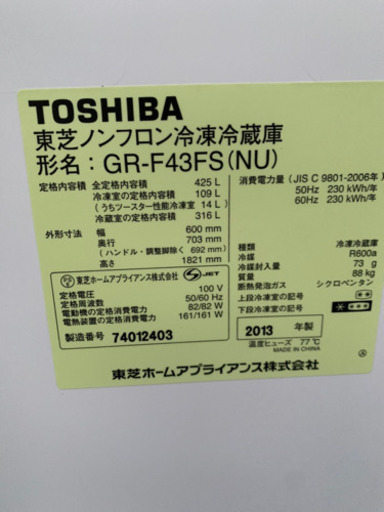 TOSHIBA
東芝ノンフロン冷凍冷蔵庫
形名：GR-F43FS(NU)
定格内容積 全定格内容積 425 L
冷凍室の定格内容積 109 L
(うちツースター性能冷凍室 14 L)
冷蔵室の定格内容積 316 L
外形寸法 幅 600 mm
奥行 703 mm
(ハンドル・調整脚除く 692 mm)
高さ 1821 mm
消費電力量 (JIS C 9801-2006年)
50Hz 230 kWh/年
60Hz 230 kWh/年
種類 冷凍冷蔵庫
冷媒 R600a
冷媒封入量 73 g
質量 88 kg
断熱発泡ガス シクロペンタン
上段冷凍室の記号
下段冷凍室の記号
東芝ホームアプライアンス株式会社 JET
定格電圧 100 V
定格周波数 50/60 Hz
電動機の定格消費電力 82/82 W
電熱装置の定格消費電力 161/161 W
製造番号 74012403
2013 年製
温度ヒューズ 77℃
MADE IN CHINA
東芝ホームアプライアンス株式会社